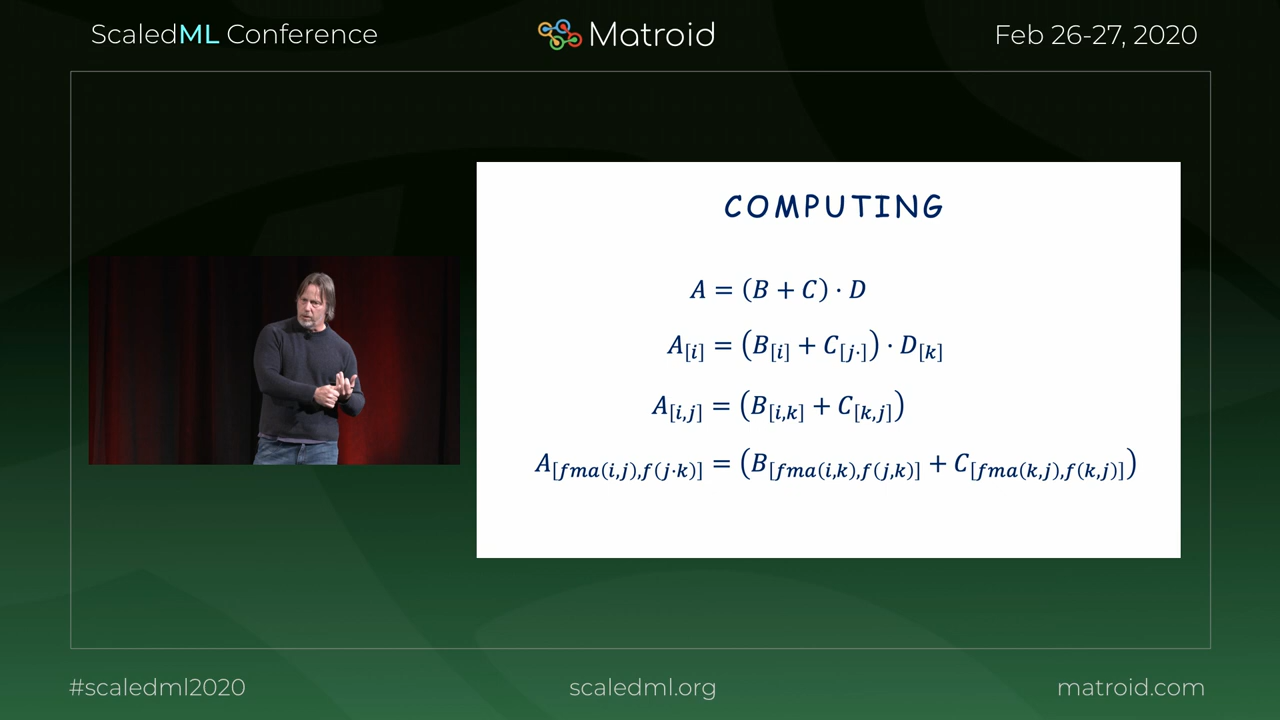 ScaledML Conference
Matroid
Feb 26-27, 2020
COMPUTING
A = (B + C) · D
A[i] = (B[i] + C[j·]) · D[k]
A[i,j] = (B[i,k] + C[k,j])
A[fma(i,j),f(j·k)] = (B[fma(i,k),f(j,k)] + C[fma(k,j),f(k,j)])
#scaledml2020
scaledml.org
matroid.com